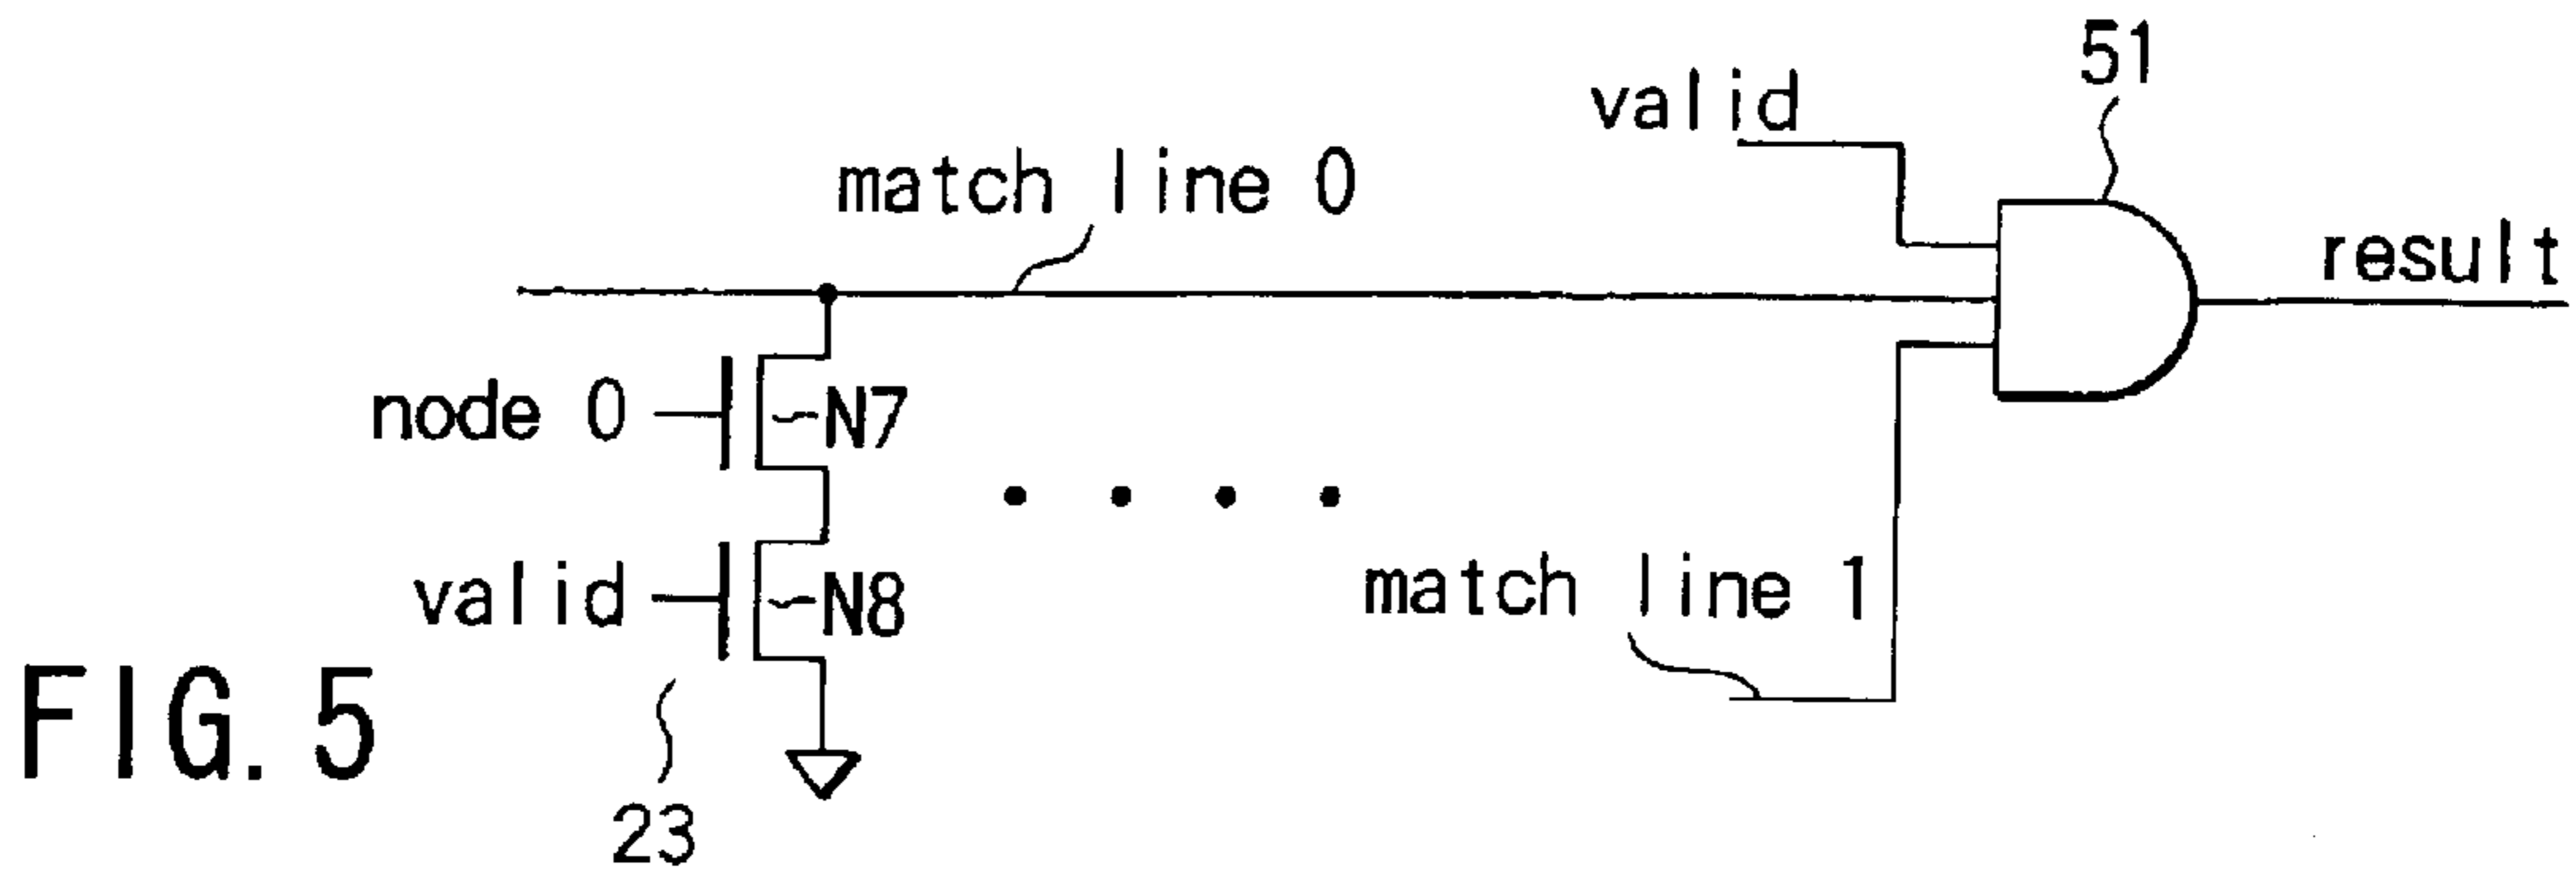 51
valid
match line 0
result
node 0
N7
match line 1
valid
N8
FIG. 5
23